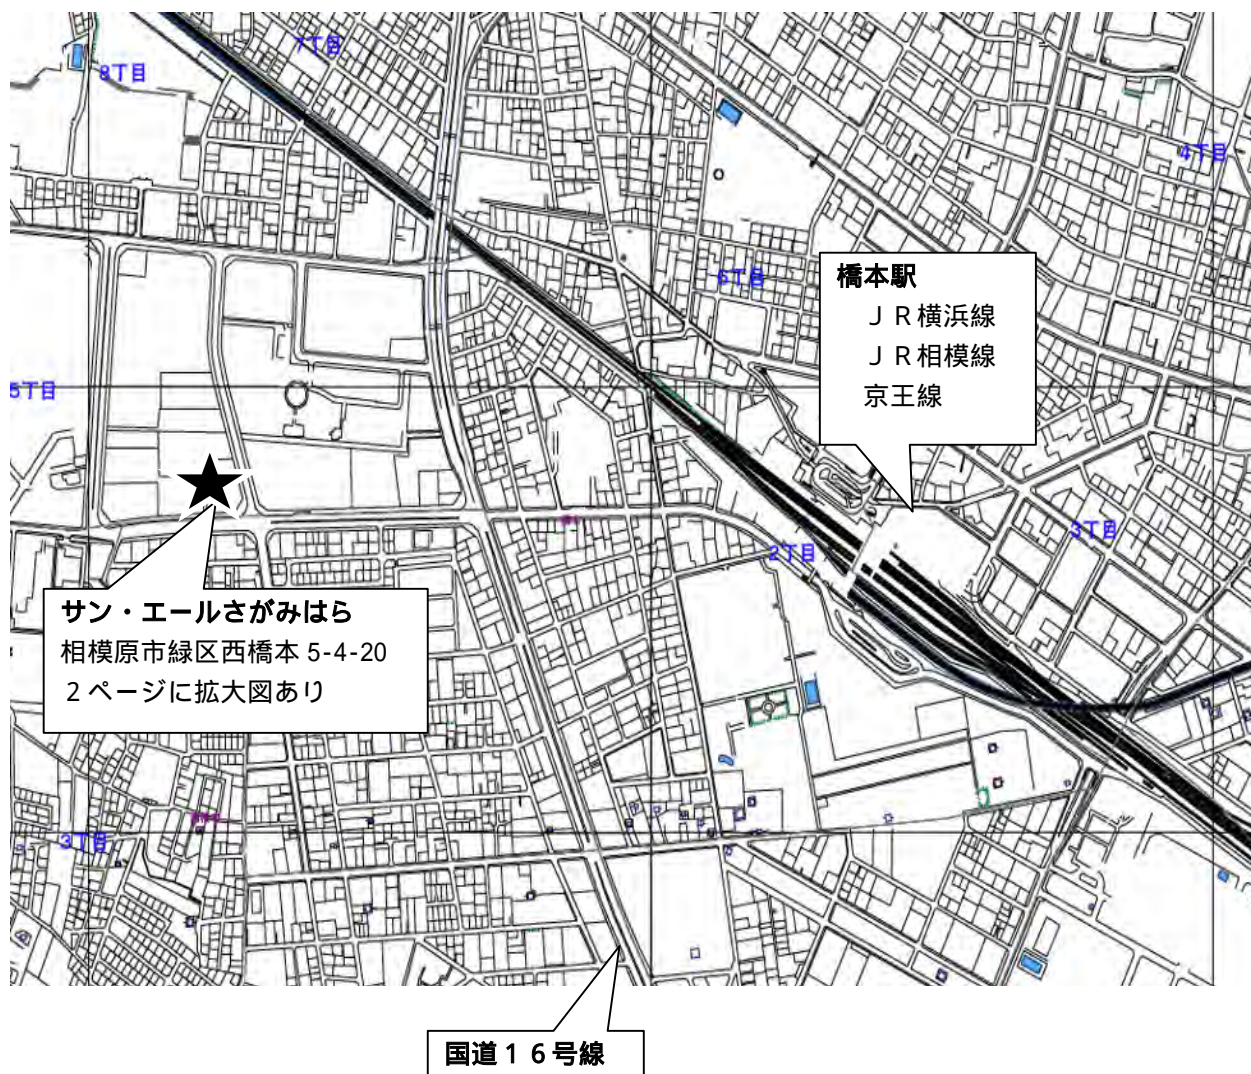 7丁目
8丁目
4丁目
6丁目
橋本駅
ＪＲ横浜線
ＪＲ相模線
京王線
5丁目
3丁目
2丁目
サン・エールさがみはら
相模原市緑区西橋本 5-4-20
２ページに拡大図あり
3丁目
国道１６号線